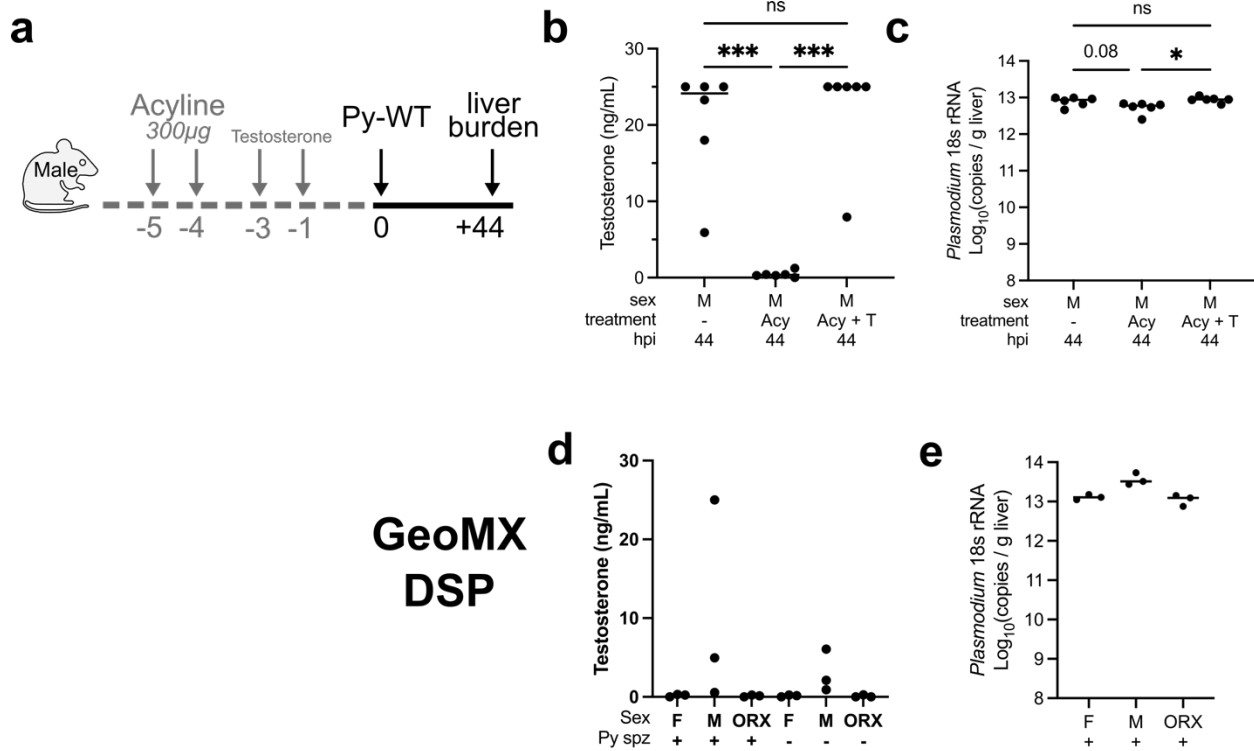 a
Acyline
300μg
Testosterone
Py-WT
liver
burden
Male
-5 -4 -3 -1 0 +44
b
ns
*** ***
Testosterone (ng/mL)
30
20
10
0
sex M M M
treatment - Acy Acy + T
hpi 44 44 44
c
ns
0.08 *
Plasmodium 18s rRNA
Log10(copies / g liver)
14
13
12
11
10
9
8
sex M M M
treatment - Acy Acy + T
hpi 44 44 44
GeoMX
DSP
d
Testosterone (ng/mL)
30
20
10
0
Sex F M ORX F M ORX
Py spz + + + - - -
e
Plasmodium 18s rRNA
Log10(copies / g liver)
14
13
12
11
10
9
8
F M ORX
+ + +